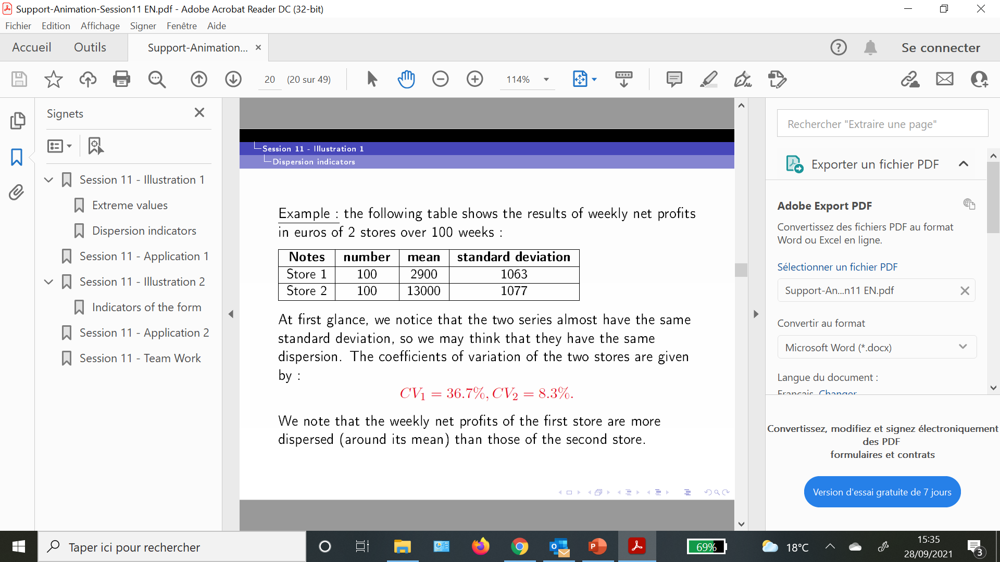 Support-Animation-Session11 EN.pdf - Adobe Acrobat Reader DC (32-bit)
Fichier Edition Affichage Signer Fenêtre Aide
Accueil Outils Support-Animation... × Se connecter
20 (20 sur 49) 114%
Signets
Session 11 - Illustration 1
Extreme values
Dispersion indicators
Session 11 - Application 1
Session 11 - Illustration 2
Indicators of the form
Session 11 - Application 2
Session 11 - Team Work
Session 11 - Illustration 1
Dispersion indicators
Example : the following table shows the results of weekly net profits
in euros of 2 stores over 100 weeks :
Notes number mean standard deviation
Store 1 100 2900 1063
Store 2 100 13000 1077
At first glance, we notice that the two series almost have the same
standard deviation, so we may think that they have the same
dispersion. The coefficients of variation of the two stores are given
by :
CV₁ = 36.7%, CV₂ = 8.3%.
We note that the weekly net profits of the first store are more
dispersed (around its mean) than those of the second store.
Rechercher "Extraire une page"
Exporter un fichier PDF
Adobe Export PDF
Convertissez des fichiers PDF au format
Word ou Excel en ligne.
Sélectionner un fichier PDF
Support-An...n11 EN.pdf
Convertir au format
Microsoft Word (*.docx)
Langue du document :
Français Changer
Convertissez, modifiez et signez électroniquement
des PDF
formulaires et contrats
Version d'essai gratuite de 7 jours
Taper ici pour rechercher
69%
18°C
15:35
28/09/2021
3